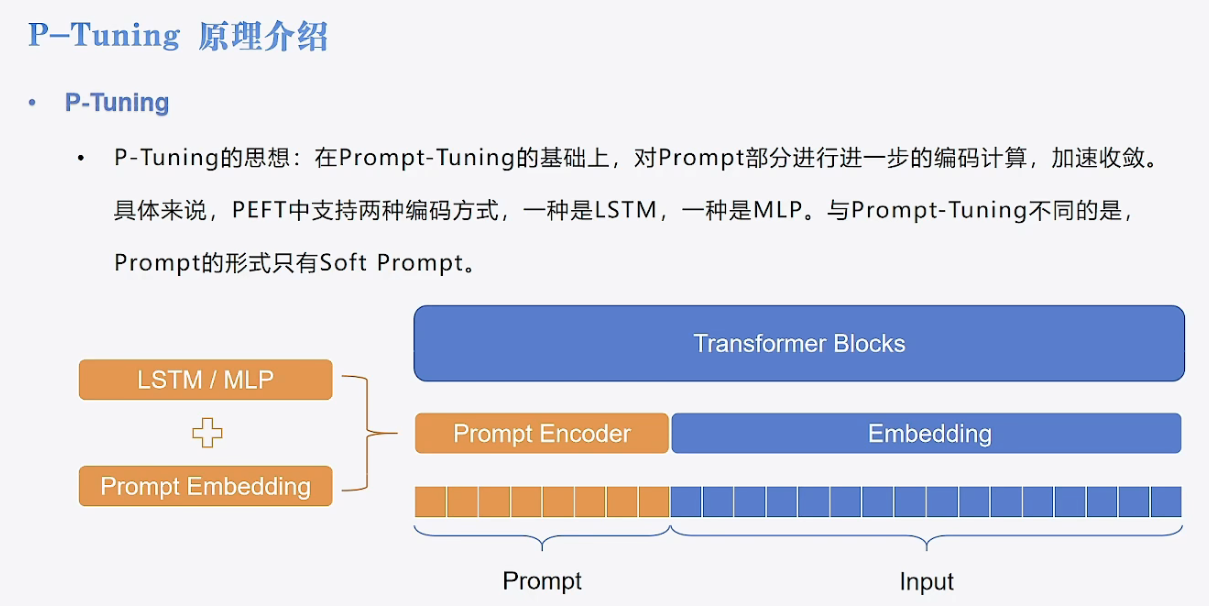 P-Tuning 原理介绍
• P-Tuning
• P-Tuning的思想：在Prompt-Tuning的基础上，对Prompt部分进行进一步的编码计算，加速收敛。
具体来说，PEFT中支持两种编码方式，一种是LSTM，一种是MLP。与Prompt-Tuning不同的是，
Prompt的形式只有Soft Prompt。
Transformer Blocks
LSTM / MLP
Prompt Encoder
Embedding
Prompt Embedding
Prompt
Input